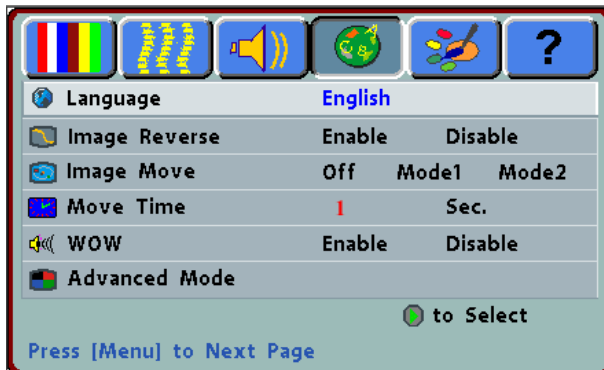 ?
Language English
Image Reverse Enable Disable
Image Move Off Mode1 Mode2
Move Time 1 Sec.
WOW Enable Disable
Advanced Mode
to Select
Press [Menu] to Next Page